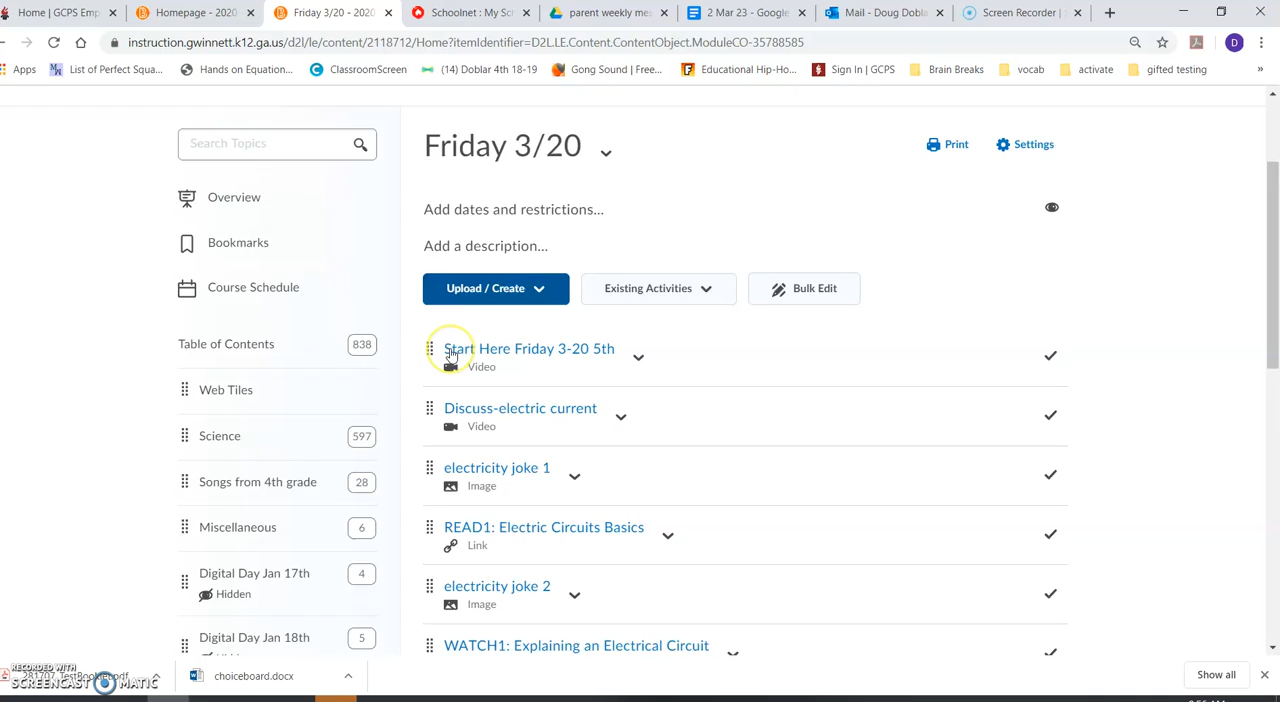 Home | GCPS Emp
Homepage - 2020
Friday 3/20 - 2020
Schoolnet : My Sc
parent weekly me
2 Mar 23 - Google
Mail - Doug Dobla
Screen Recorder |
instruction.gwinnett.k12.ga.us/d2l/le/content/2118712/Home?itemIdentifier=D2L.LE.Content.ContentObject.ModuleCO-35788585
D
Apps
List of Perfect Squa...
Hands on Equation...
ClassroomScreen
(14) Doblar 4th 18-19
Gong Sound | Free...
Educational Hip-Ho...
Sign In | GCPS
Brain Breaks
vocab
activate
gifted testing
»
Search Topics
Overview
Bookmarks
Course Schedule
Table of Contents 838
Web Tiles
Science 597
Songs from 4th grade 28
Miscellaneous 6
Digital Day Jan 17th 4
Hidden
Digital Day Jan 18th 5
Friday 3/20
Print
Settings
Add dates and restrictions...
Add a description...
Upload / Create
Existing Activities
Bulk Edit
Start Here Friday 3-20 5th
Video
Discuss-electric current
Video
electricity joke 1
Image
READ1: Electric Circuits Basics
Link
electricity joke 2
Image
WATCH1: Explaining an Electrical Circuit
RECORDED WITH
SCREENCAST MATIC
choiceboard.docx
Show all